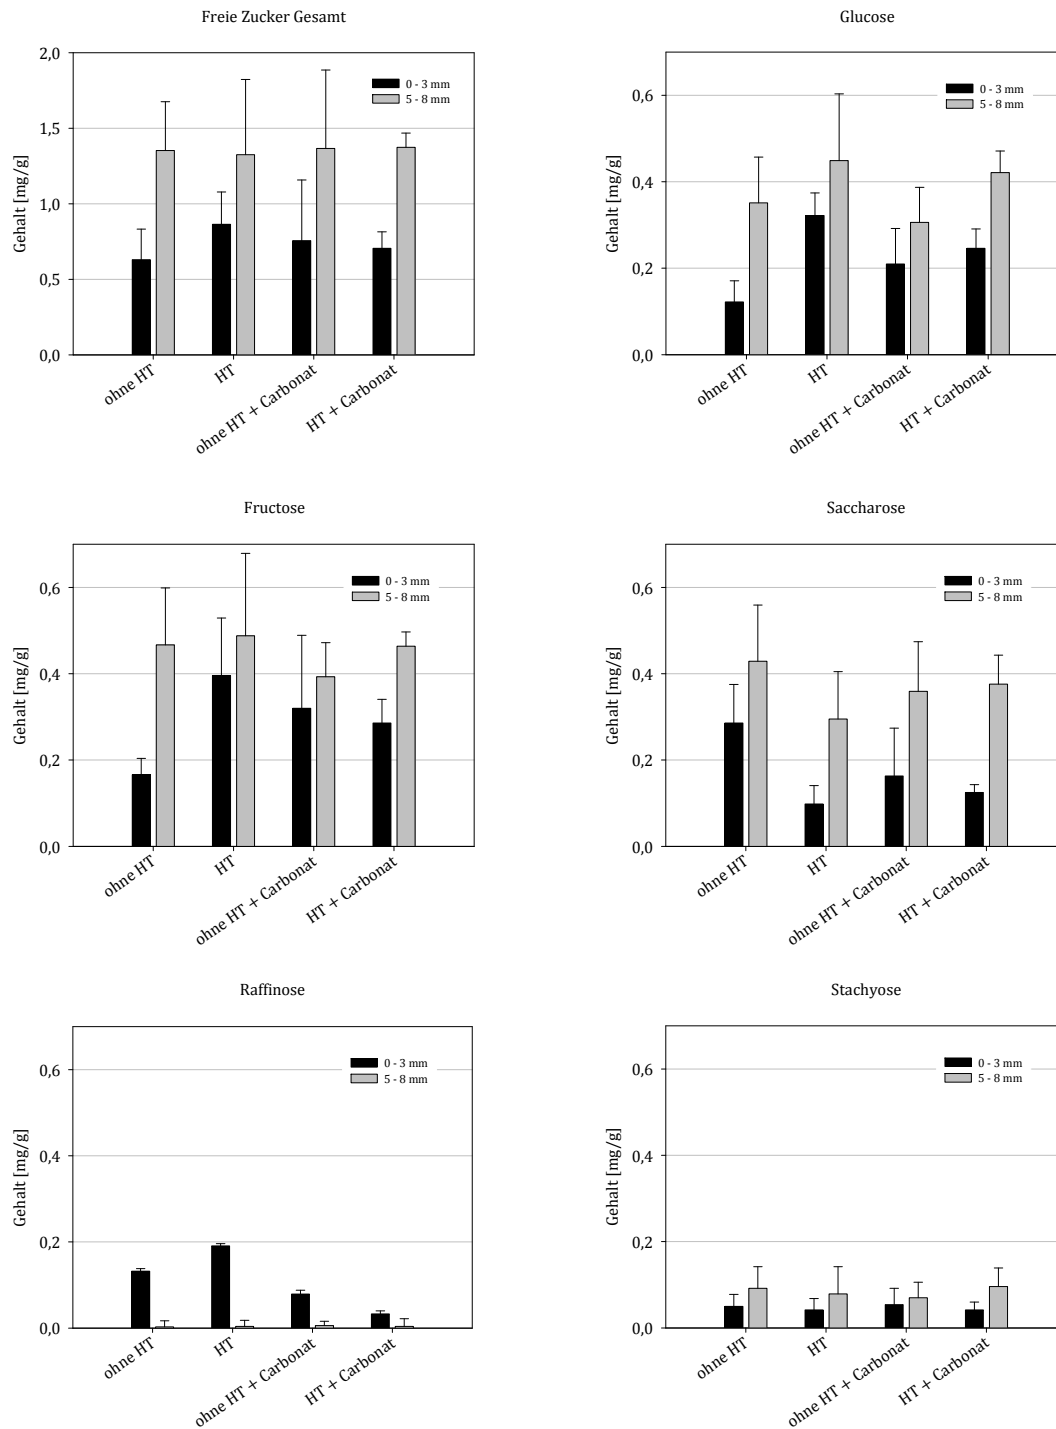 Freie Zucker Gesamt
Gehalt [mg/g]
2,0
1,5
1,0
0,5
0,0
0 - 3 mm
5 - 8 mm
ohne HT
HT
ohne HT + Carbonat
HT + Carbonat
Glucose
Gehalt [mg/g]
0,6
0,4
0,2
0,0
0 - 3 mm
5 - 8 mm
ohne HT
HT
ohne HT + Carbonat
HT + Carbonat
Fructose
Gehalt [mg/g]
0,6
0,4
0,2
0,0
0 - 3 mm
5 - 8 mm
ohne HT
HT
ohne HT + Carbonat
HT + Carbonat
Saccharose
Gehalt [mg/g]
0,6
0,4
0,2
0,0
0 - 3 mm
5 - 8 mm
ohne HT
HT
ohne HT + Carbonat
HT + Carbonat
Raffinose
Gehalt [mg/g]
0,6
0,4
0,2
0,0
0 - 3 mm
5 - 8 mm
ohne HT
HT
ohne HT + Carbonat
HT + Carbonat
Stachyose
Gehalt [mg/g]
0,6
0,4
0,2
0,0
0 - 3 mm
5 - 8 mm
ohne HT
HT
ohne HT + Carbonat
HT + Carbonat